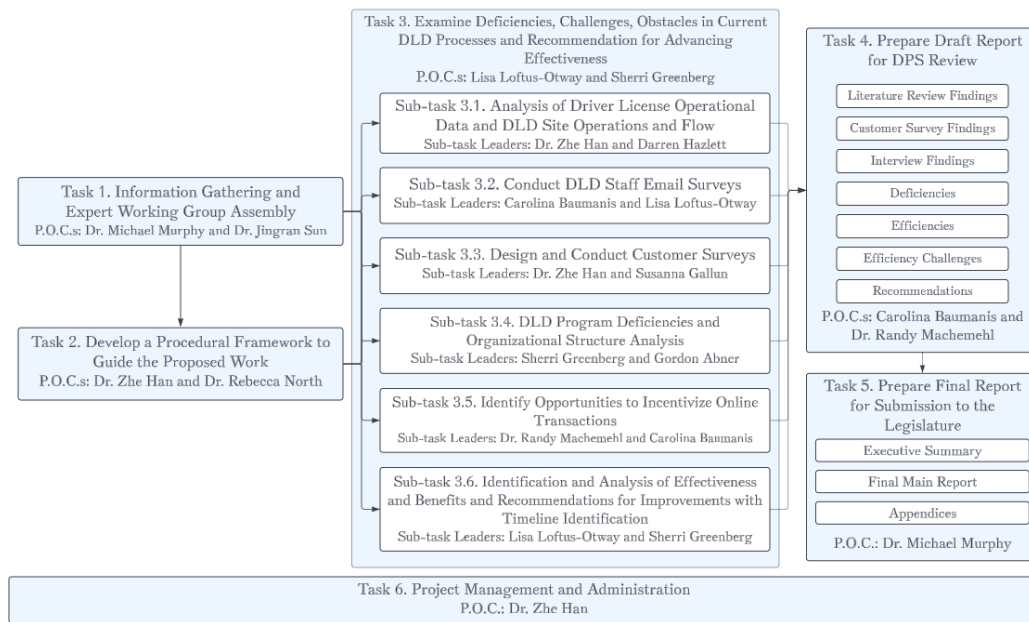 Task 1. Information Gathering and
Expert Working Group Assembly
P.O.C.s: Dr. Michael Murphy and Dr. Jingran Sun
Task 2. Develop a Procedural Framework to
Guide the Proposed Work
P.O.C.s: Dr. Zhe Han and Dr. Rebecca North
Task 3. Examine Deficiencies, Challenges, Obstacles in Current
DLD Processes and Recommendation for Advancing
Effectiveness
P.O.C.s: Lisa Loftus-Otway and Sherri Greenberg
Sub-task 3.1. Analysis of Driver License Operational
Data and DLD Site Operations and Flow
Sub-task Leaders: Dr. Zhe Han and Darren Hazlett
Sub-task 3.2. Conduct DLD Staff Email Surveys
Sub-task Leaders: Carolina Baumanis and Lisa Loftus-Otway
Sub-task 3.3. Design and Conduct Customer Surveys
Sub-task Leaders: Dr. Zhe Han and Susanna Gallun
Sub-task 3.4. DLD Program Deficiencies and
Organizational Structure Analysis
Sub-task Leaders: Sherri Greenberg and Gordon Abner
Sub-task 3.5. Identify Opportunities to Incentivize Online
Transactions
Sub-task Leaders: Dr. Randy Machemehl and Carolina Baumanis
Sub-task 3.6. Identification and Analysis of Effectiveness
and Benefits and Recommendations for Improvements with
Timeline Identification
Sub-task Leaders: Lisa Loftus-Otway and Sherri Greenberg
Task 4. Prepare Draft Report
for DPS Review
Literature Review Findings
Customer Survey Findings
Interview Findings
Deficiencies
Efficiencies
Efficiency Challenges
Recommendations
P.O.C.s: Carolina Baumanis and
Dr. Randy Machemehl
Task 5. Prepare Final Report
for Submission to the
Legislature
Executive Summary
Final Main Report
Appendices
P.O.C.: Dr. Michael Murphy
Task 6. Project Management and Administration
P.O.C.: Dr. Zhe Han